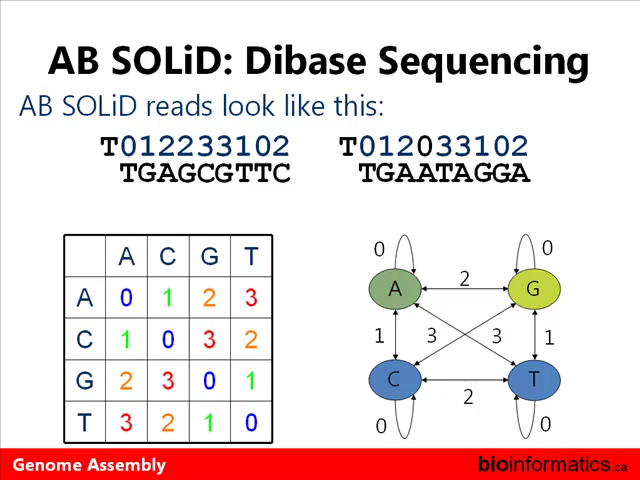 AB SOLiD: Dibase Sequencing
AB SOLiD reads look like this:
T012233102 T012033102
TGAGCGTTC TGAATAGGA
A C G T
A 0 1 2 3
C 1 0 3 2
G 2 3 0 1
T 3 2 1 0
0 0
A 2 G
1 3 3 1
C 2 T
0 0
Genome Assembly bioinformatics.ca